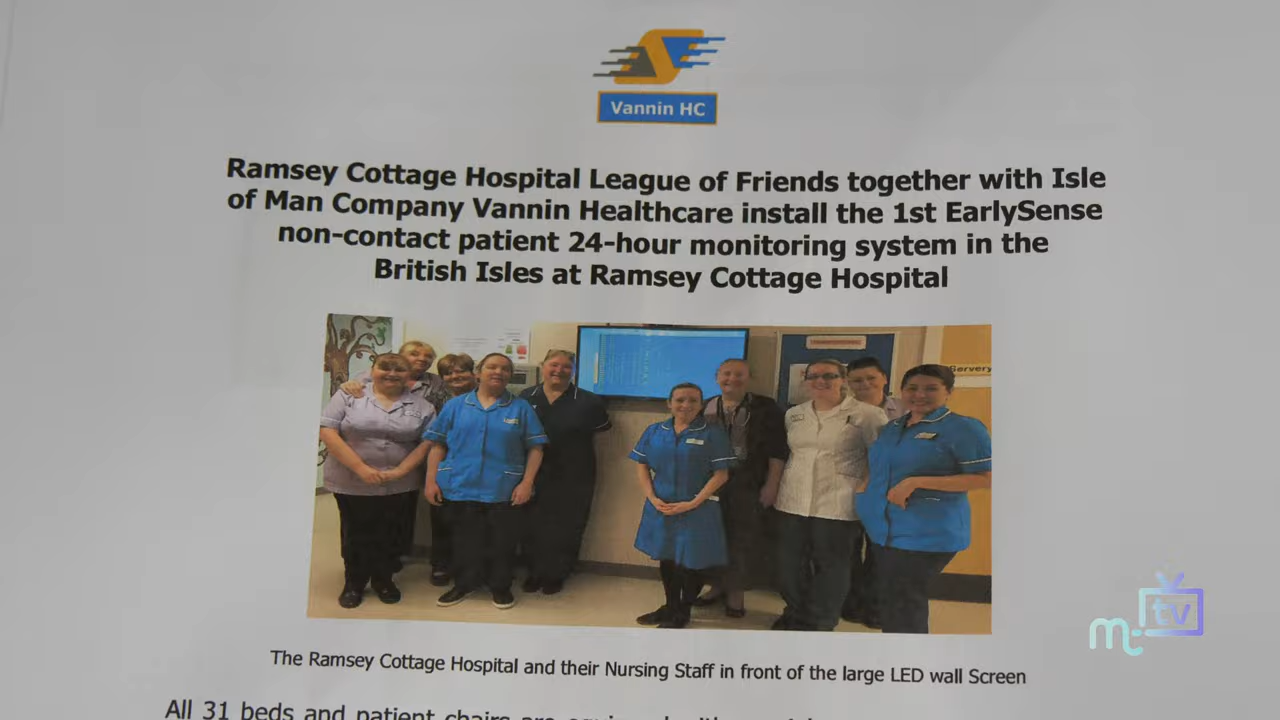 Vannin HC
Ramsey Cottage Hospital League of Friends together with Isle
of Man Company Vannin Healthcare install the 1st EarlySense
non-contact patient 24-hour monitoring system in the
British Isles at Ramsey Cottage Hospital
Servery
The Ramsey Cottage Hospital and their Nursing Staff in front of the large LED wall Screen
All 31 beds and patient chairs are
m tv